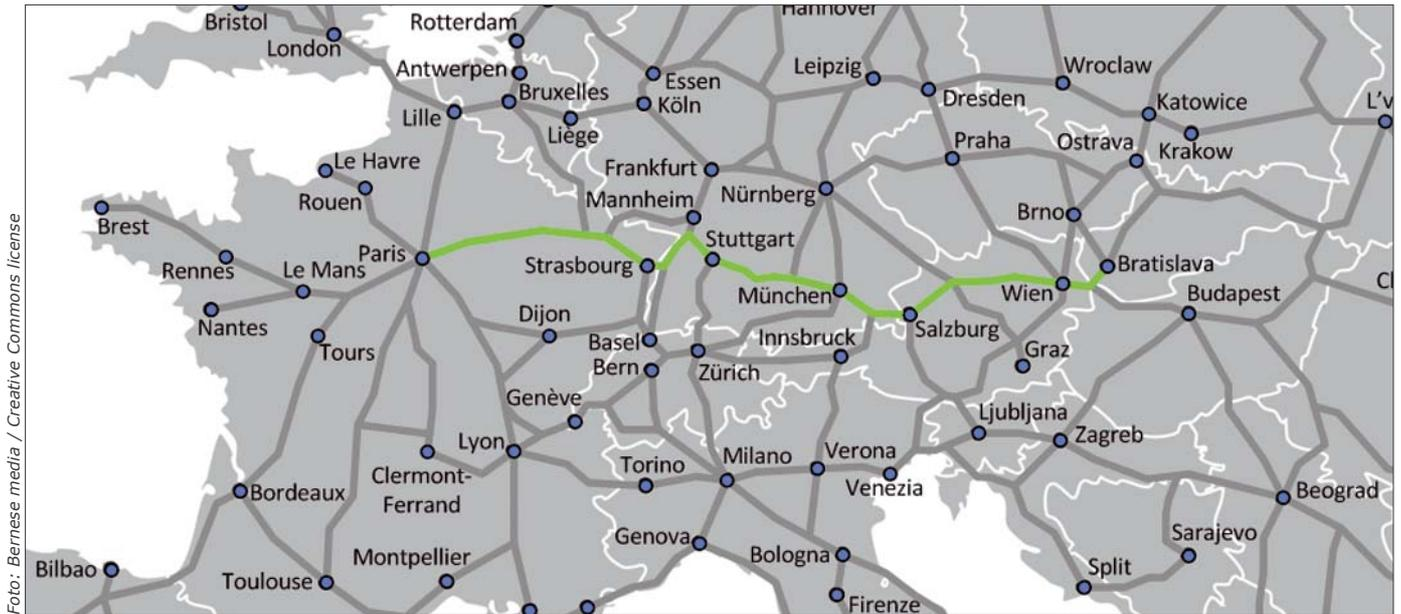 Foto: Bernese media / Creative Commons license
Bristol
London
Rotterdam
Hannover
Antwerpen
Essen
Leipzig
Wroclaw
Bruxelles
Köln
Dresden
Katowice
L'v
Lille
Liège
Praha
Ostrava
Krakow
Le Havre
Frankfurt
Rouen
Mannheim
Nürnberg
Brest
Brno
Rennes
Le Mans
Paris
Strasbourg
Stuttgart
Bratislava
Nantes
München
Wien
Budapest
Tours
Dijon
Basel
Innsbruck
Salzburg
Bern
Zürich
Graz
Genève
Ljubljana
Lyon
Zagreb
Clermont-
Ferrand
Torino
Milano
Verona
Venezia
Bordeaux
Beograd
Genova
Bologna
Sarajevo
Montpellier
Bilbao
Toulouse
Split
Firenze